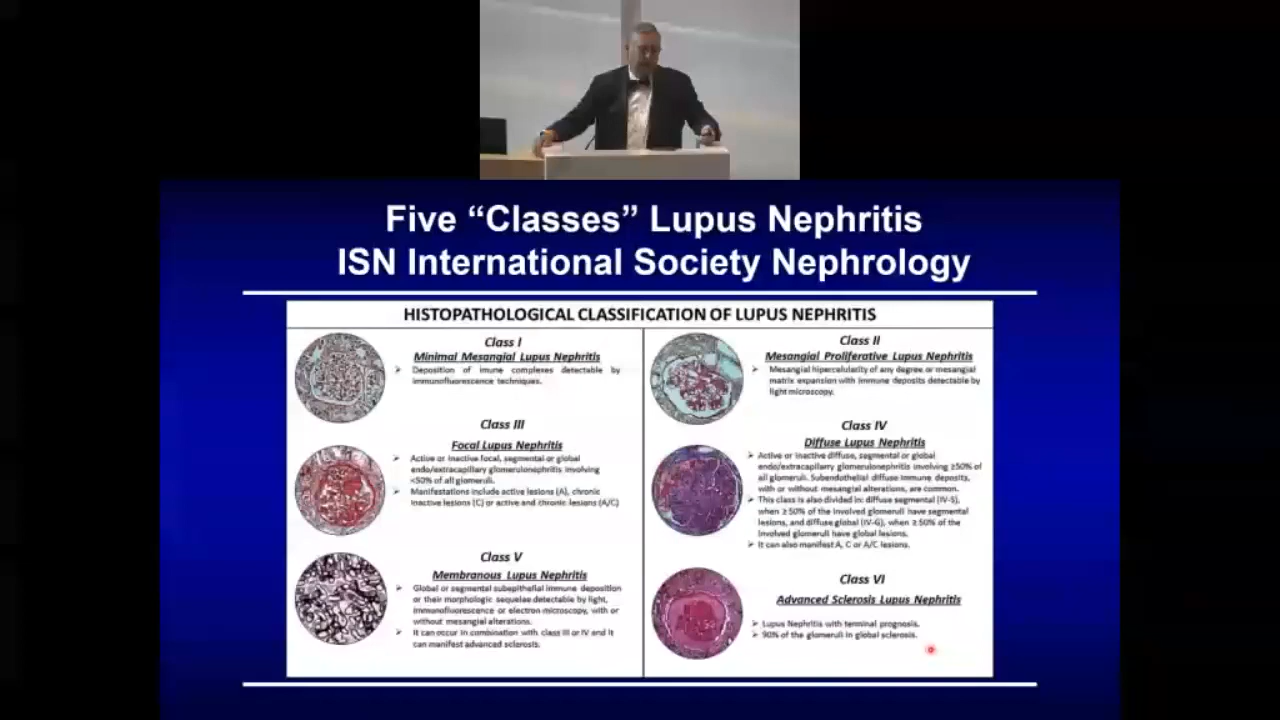 Five “Classes” Lupus Nephritis
ISN International Society Nephrology
HISTOPATHOLOGICAL CLASSIFICATION OF LUPUS NEPHRITIS
Class I
Minimal Mesangial Lupus Nephritis
➢ Deposition of imune complexes detectable by
immunofluorescence techniques.
Class III
Focal Lupus Nephritis
➢ Active or inactive focal, segmental or global
endo/extracapillary glomerulonephritis involving
<50% of all glomeruli.
➢ Manifestations include active lesions (A), chronic
inactive lesions (C) or active and chronic lesions (A/C)
Class V
Membranous Lupus Nephritis
➢ Global or segmental subepithelial immune deposition
or their morphologic sequelae detectable by light,
immunofluorescence or electron microscopy, with or
without mesangial alterations.
➢ It can occur in combination with class III or IV and it
can manifest advanced sclerosis.
Class II
Mesangial Proliferative Lupus Nephritis
➢ Mesangial hipercelularity of any degree or mesangial
matrix expansion with immune deposits detectable by
light microscopy.
Class IV
Diffuse Lupus Nephritis
➢ Active or inactive diffuse, segmental or global
endo/extracapillarry glomerulonephritis involving ≥50% of
all glomeruli. Subendothelial diffuse immune deposits,
with or without mesangial alterations, are common.
➢ This class is also divided in: diffuse segmental (IV-S),
when ≥ 50% of the involved glomeruli have segmental
lesions, and diffuse global (IV-G), when ≥ 50% of the
involved glomeruli have global lesions.
➢ It can also manifest A, C or A/C lesions.
Class VI
Advanced Sclerosis Lupus Nephritis
➢ Lupus Nephritis with terminal prognosis.
➢ 90% of the glomeruli in global sclerosis.